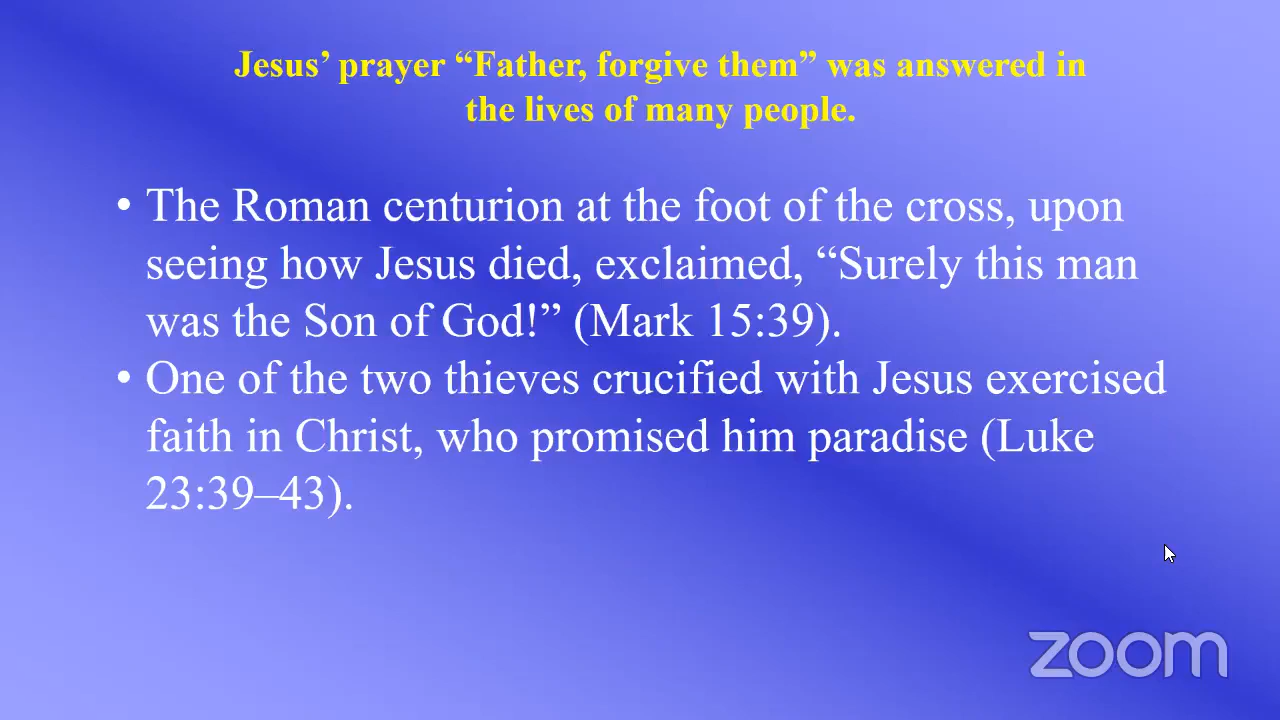 Jesus’ prayer “Father, forgive them” was answered in
the lives of many people.
• The Roman centurion at the foot of the cross, upon
seeing how Jesus died, exclaimed, “Surely this man
was the Son of God!” (Mark 15:39).
• One of the two thieves crucified with Jesus exercised
faith in Christ, who promised him paradise (Luke
23:39–43).
zoom